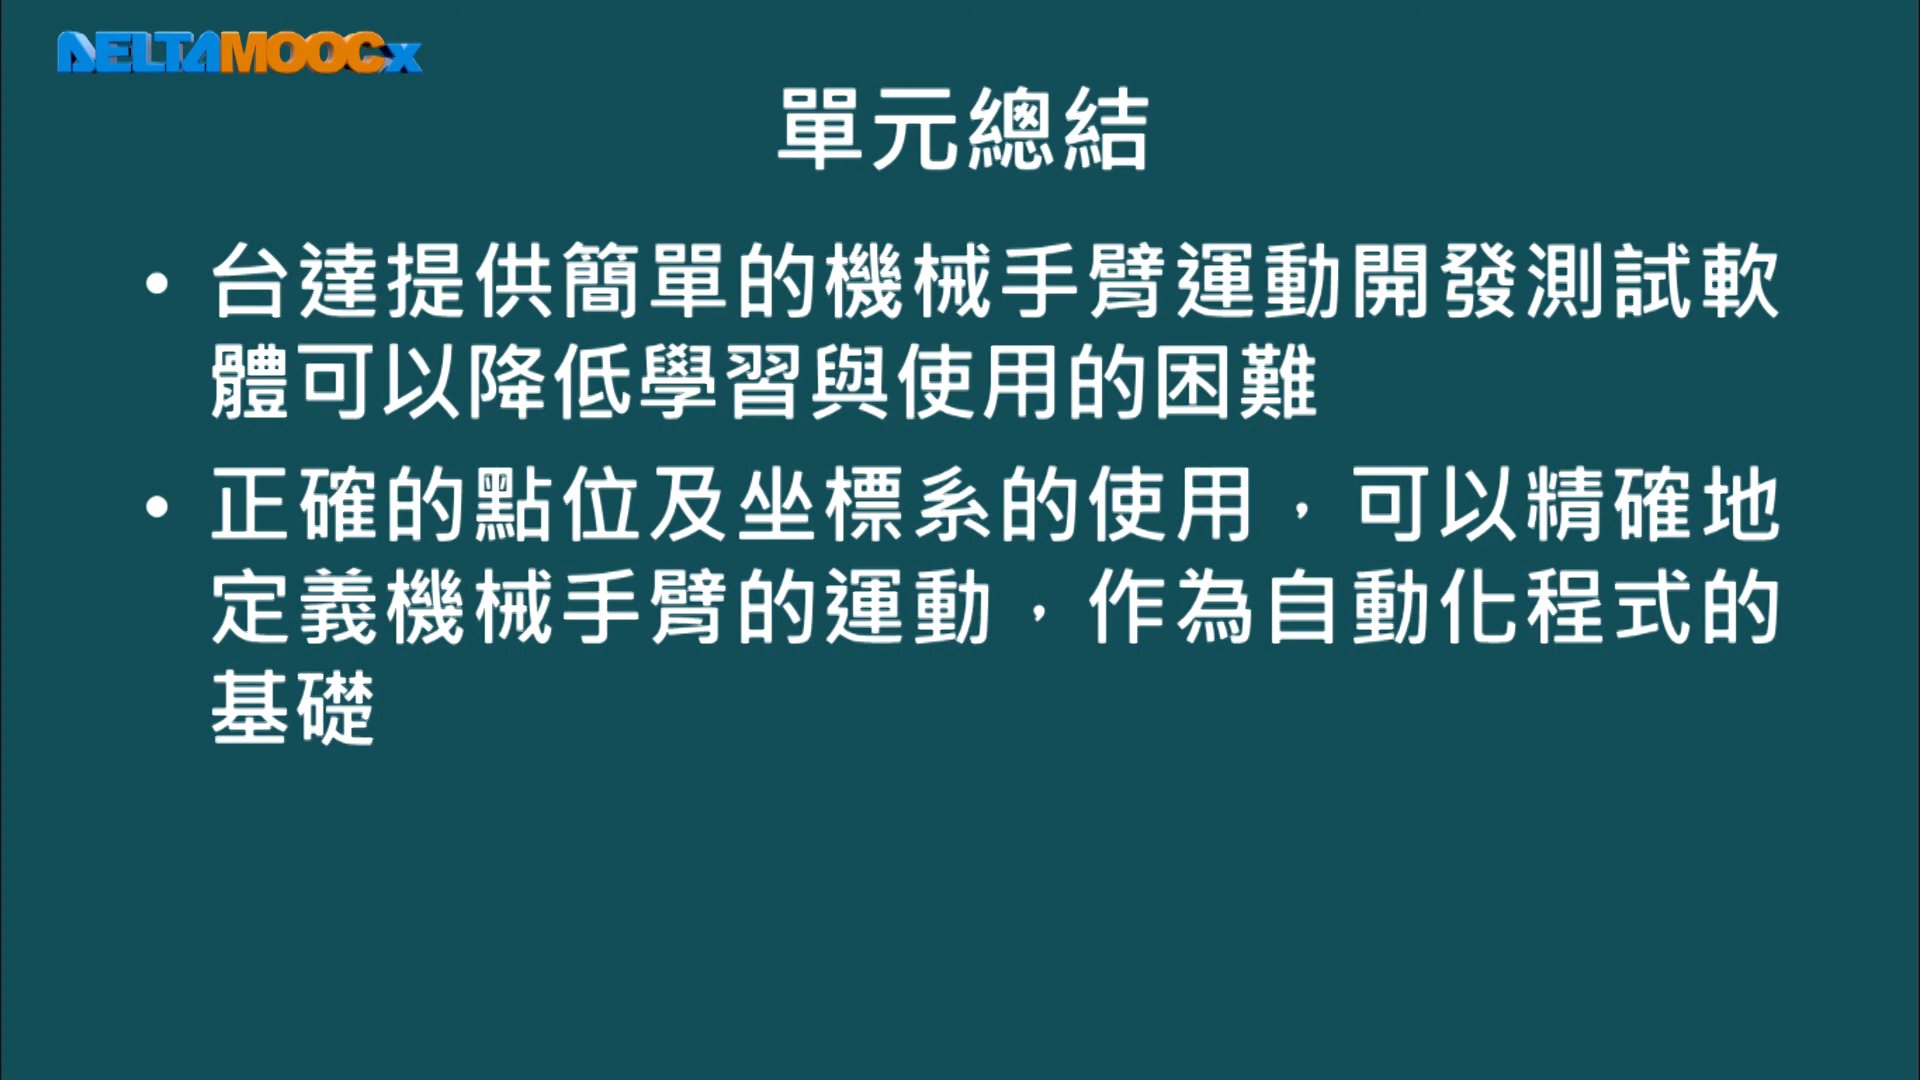 DELTAMOOCx
單元總結
• 台達提供簡單的機械手臂運動開發測試軟
體可以降低學習與使用的困難
• 正確的點位及坐標系的使用，可以精確地
定義機械手臂的運動，作為自動化程式的
基礎